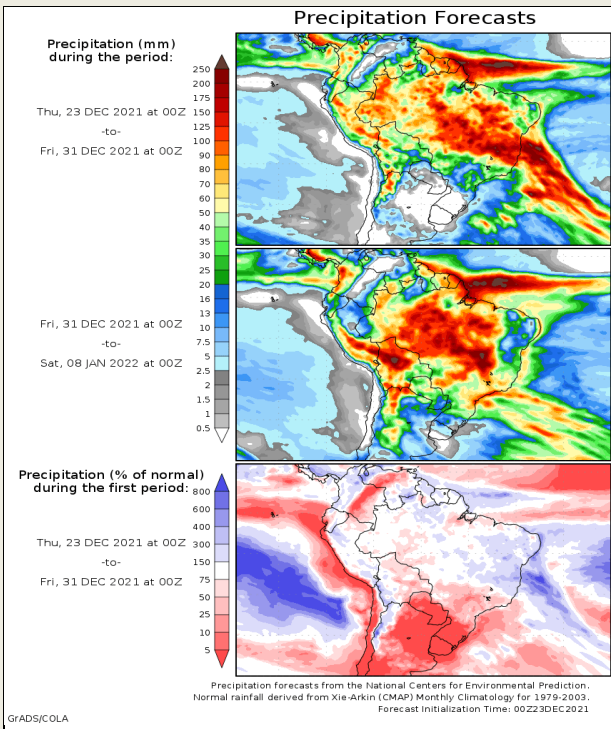 Precipitation Forecasts
Precipitation (mm)
during the period:
Thu, 23 DEC 2021 at 00Z
-to-
Fri, 31 DEC 2021 at 00Z
250
200
175
150
125
100
90
80
70
60
50
40
35
30
25
20
16
13
10
7.5
5
2.5
2
1.5
1
0.5
Fri, 31 DEC 2021 at 00Z
-to-
Sat, 08 JAN 2022 at 00Z
Precipitation (% of normal)
during the first period:
Thu, 23 DEC 2021 at 00Z
-to-
Fri, 31 DEC 2021 at 00Z
800
600
400
300
150
75
50
25
10
5
Precipitation forecasts from the National Centers for Environmental Prediction.
Normal rainfall derived from Xie-Arkin (CMAP) Monthly Climatology for 1979-2003.
Forecast Initialization Time: 00Z23DEC2021
GrADS/COLA